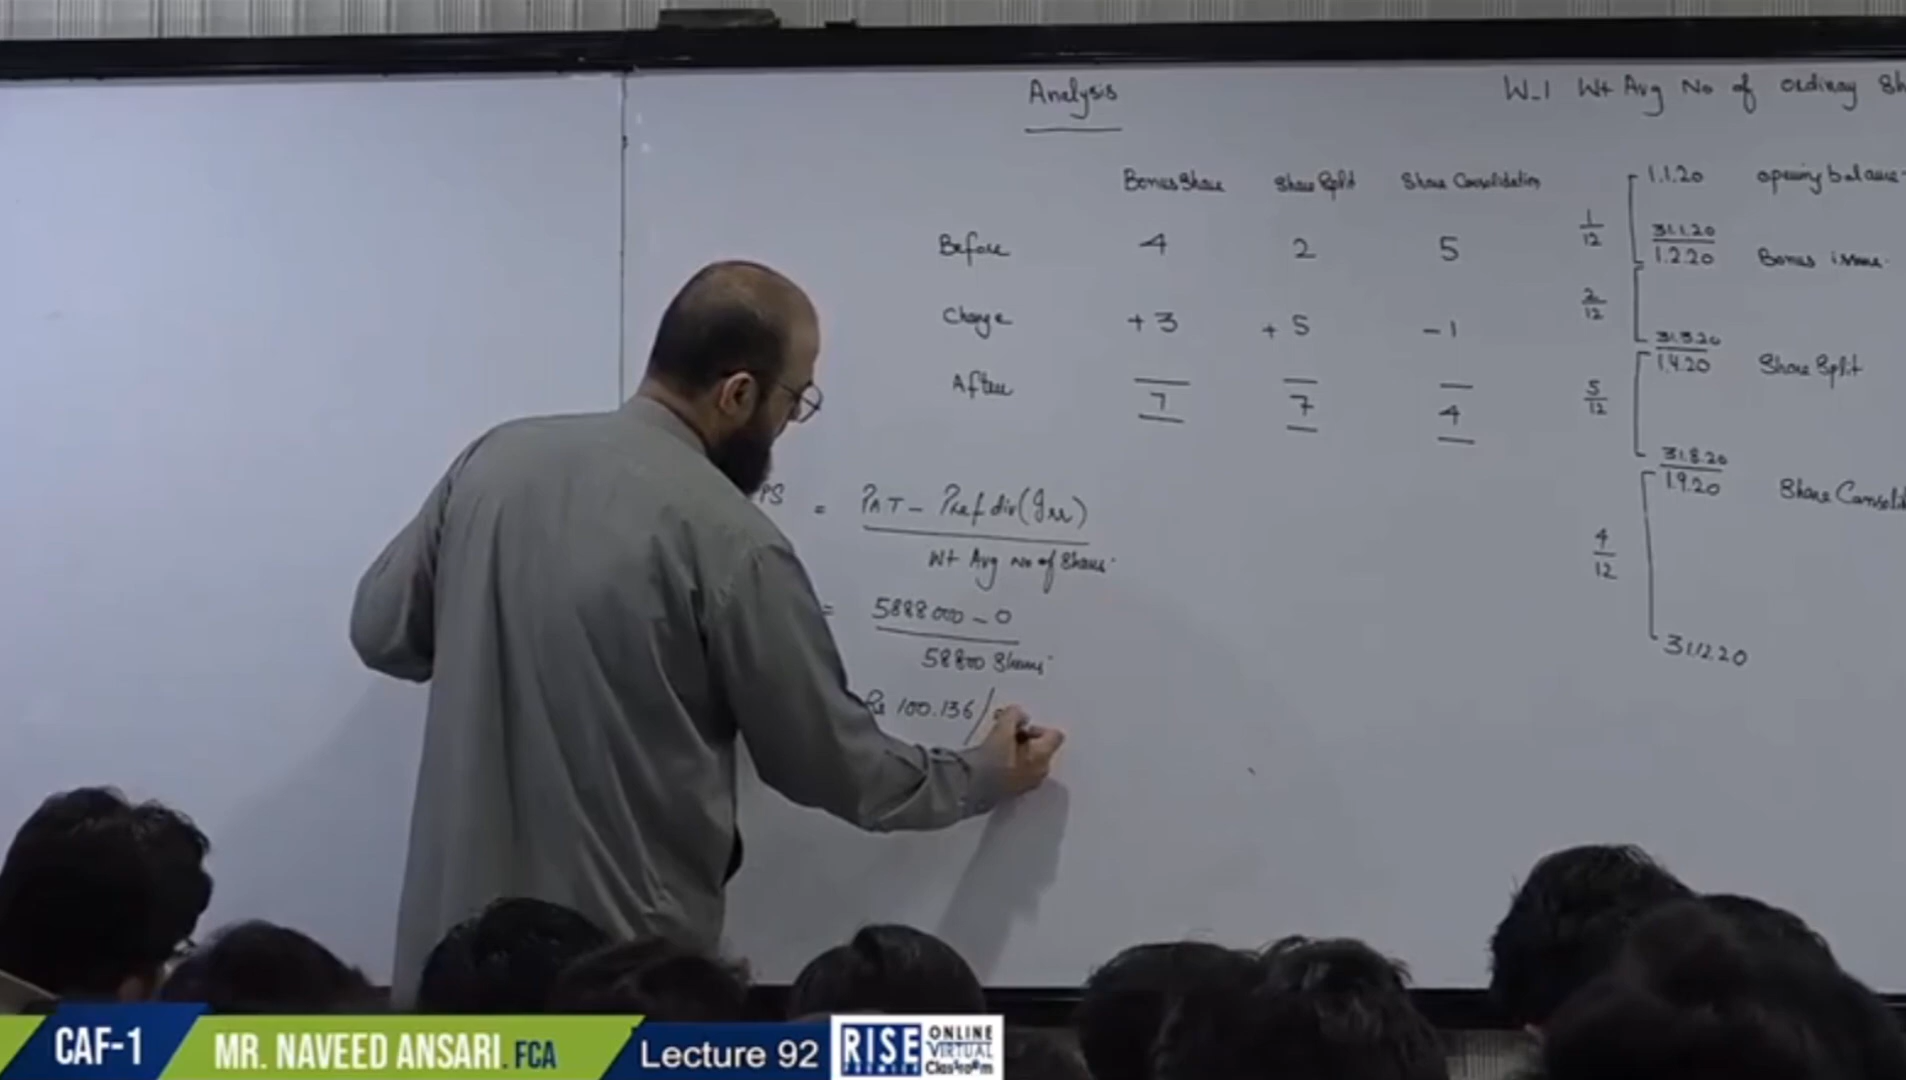 Analysis
Bonus Share Share Split Share Consolidation
Before 4 2 5
Change +3 +5 -1
After 7 7 4
PS = PAT - Pref div (Irr)
Wt Avg no of Shares
= 5888000 - 0
58800 Shares
Rs 100.136/
W-1 Wt Avg No of ordinary Sh
1.1.20 opening balance
1/12
31.1.20
1.2.20 Bonus issue
2/12
31.3.20
1.4.20 Share Split
5/12
31.8.20
1.9.20 Share Consoli
4/12
31.12.20
CAF-1 MR. NAVEED ANSARI. FCA Lecture 92 RISE PREMIER ONLINE VIRTUAL Classroom